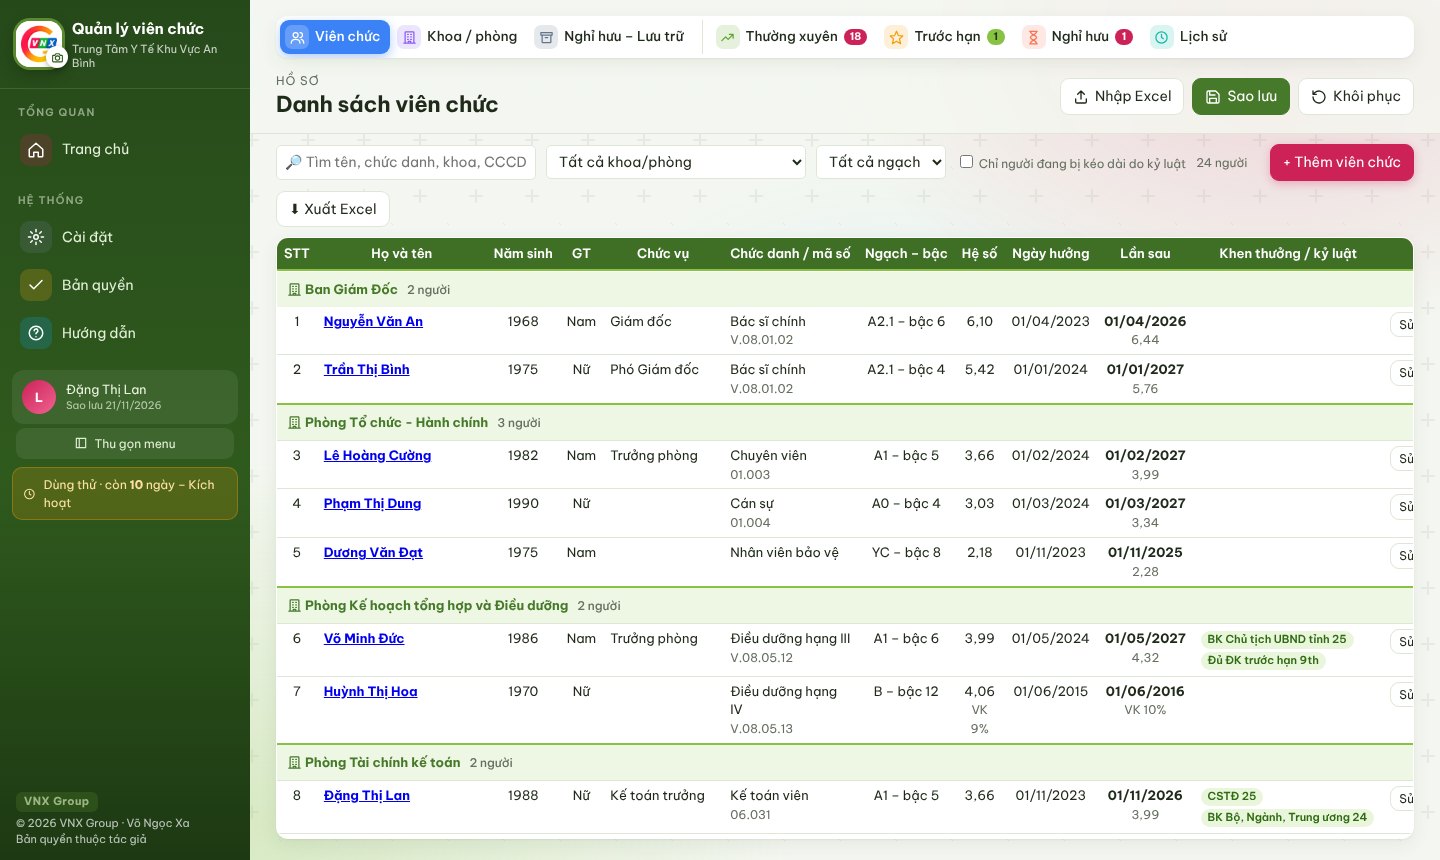 VNX
Quản lý viên chức
Trung Tâm Y Tế Khu Vực An
Bình
TỔNG QUAN
Trang chủ
HỆ THỐNG
Cài đặt
Bản quyền
Hướng dẫn
L
Đặng Thị Lan
Sao lưu 21/11/2026
Thu gọn menu
Dùng thử · còn 10 ngày – Kích
hoạt
VNX Group
© 2026 VNX Group · Võ Ngọc Xa
Bản quyền thuộc tác giả
Viên chức Khoa / phòng Nghỉ hưu – Lưu trữ Thường xuyên 18 Trước hạn 1 Nghỉ hưu 1 Lịch sử
HỒ SƠ
Danh sách viên chức
Nhập Excel Sao lưu Khôi phục
🔎 Tìm tên, chức danh, khoa, CCCD Tất cả khoa/phòng Tất cả ngạch Chỉ người đang bị kéo dài do kỷ luật 24 người + Thêm viên chức
⬇ Xuất Excel
STT Họ và tên Năm sinh GT Chức vụ Chức danh / mã số Ngạch – bậc Hệ số Ngày hưởng Lần sau Khen thưởng / kỷ luật
Ban Giám Đốc 2 người
1 Nguyễn Văn An 1968 Nam Giám đốc Bác sĩ chính A2.1 – bậc 6 6,10 01/04/2023 01/04/2026 Sử
V.08.01.02 6,44
2 Trần Thị Bình 1975 Nữ Phó Giám đốc Bác sĩ chính A2.1 – bậc 4 5,42 01/01/2024 01/01/2027 Sử
V.08.01.02 5,76
Phòng Tổ chức - Hành chính 3 người
3 Lê Hoàng Cường 1982 Nam Trưởng phòng Chuyên viên A1 – bậc 5 3,66 01/02/2024 01/02/2027 Sử
01.003 3,99
4 Phạm Thị Dung 1990 Nữ Cán sự A0 – bậc 4 3,03 01/03/2024 01/03/2027 Sử
01.004 3,34
5 Dương Văn Đạt 1975 Nam Nhân viên bảo vệ YC – bậc 8 2,18 01/11/2023 01/11/2025 Sử
2,28
Phòng Kế hoạch tổng hợp và Điều dưỡng 2 người
6 Võ Minh Đức 1986 Nam Trưởng phòng Điều dưỡng hạng III A1 – bậc 6 3,99 01/05/2024 01/05/2027 BK Chủ tịch UBND tỉnh 25 Sử
V.08.05.12 4,32 Đủ ĐK trước hạn 9th
7 Huỳnh Thị Hoa 1970 Nữ Điều dưỡng hạng B – bậc 12 4,06 01/06/2015 01/06/2016 Sử
IV VK VK 10%
V.08.05.13 9%
Phòng Tài chính kế toán 2 người
8 Đặng Thị Lan 1988 Nữ Kế toán trưởng Kế toán viên A1 – bậc 5 3,66 01/11/2023 01/11/2026 CSTĐ 25 Sử
06.031 3,99 BK Bộ, Ngành, Trung ương 24